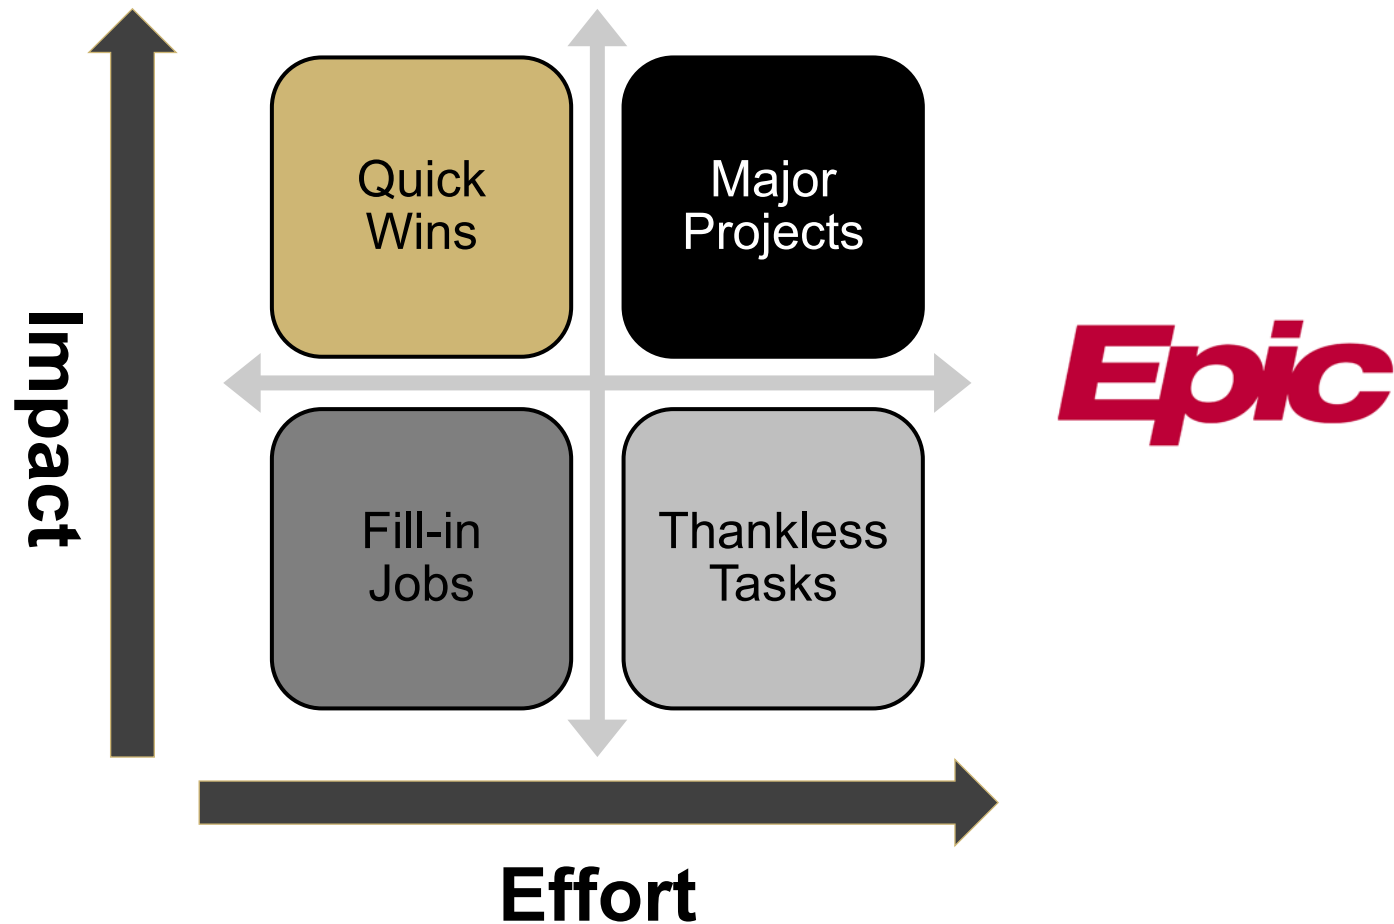 Quick
Wins
Major
Projects
Impact
Epic
Fill-in
Jobs
Thankless
Tasks
Effort